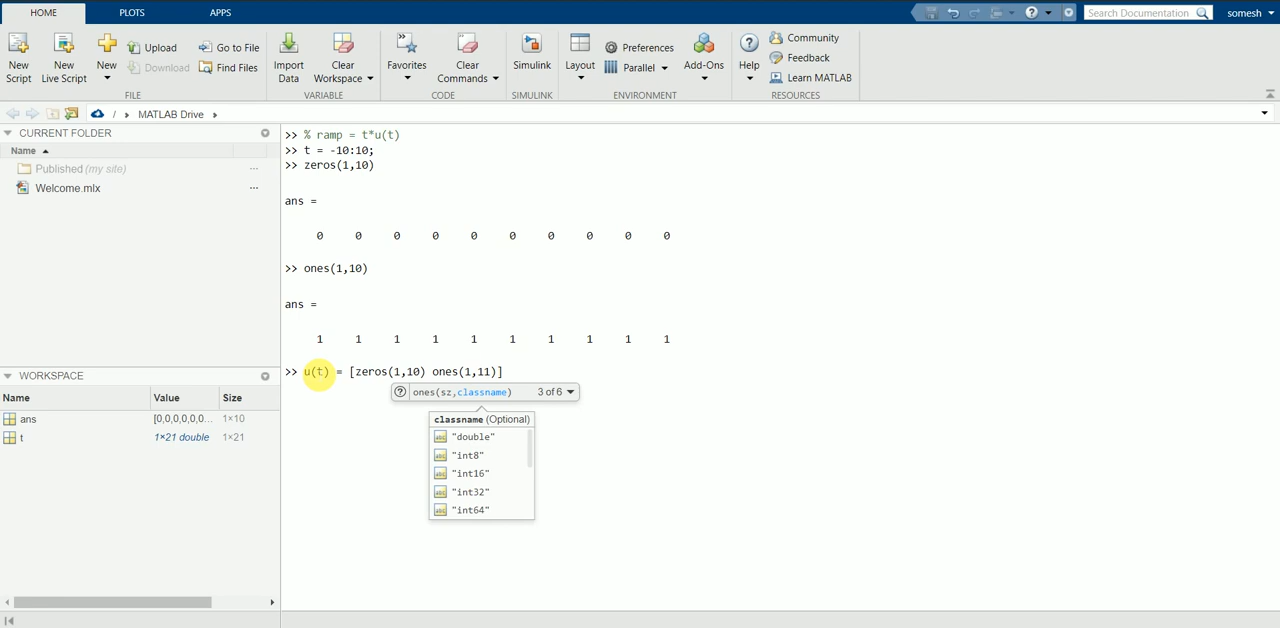 HOME PLOTS APPS Search Documentation somesh
New Script New Live Script New Upload Download Go to File Find Files Import Data Clear Workspace Favorites Clear Commands Simulink Layout Preferences Parallel Add-Ons Help Community Feedback Learn MATLAB
FILE VARIABLE CODE SIMULINK ENVIRONMENT RESOURCES
/ MATLAB Drive
CURRENT FOLDER
Name
Published (my site)
Welcome.mlx
WORKSPACE
Name Value Size
ans [0,0,0,0,0,0... 1×10
t 1×21 double 1×21
>> % ramp = t*u(t)
>> t = -10:10;
>> zeros(1,10)
ans =
0 0 0 0 0 0 0 0 0 0
>> ones(1,10)
ans =
1 1 1 1 1 1 1 1 1 1
>> u(t) = [zeros(1,10) ones(1,11)]
ones(sz,classname) 3 of 6
classname (Optional)
"double"
"int8"
"int16"
"int32"
"int64"